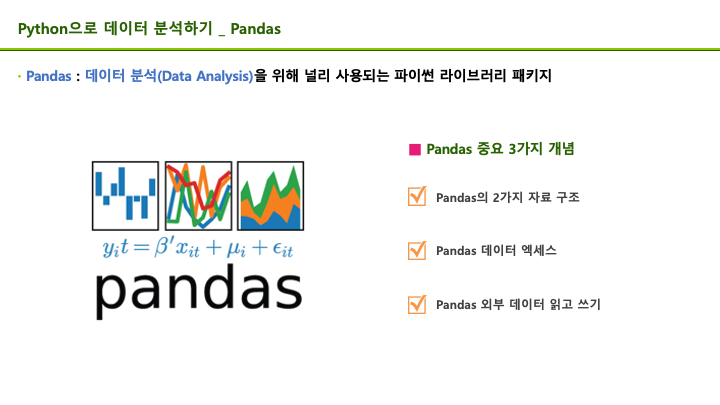 Python으로 데이터 분석하기 _ Pandas
· Pandas : 데이터 분석(Data Analysis)을 위해 널리 사용되는 파이썬 라이브러리 패키지
■ Pandas 중요 3가지 개념
Pandas의 2가지 자료 구조
Pandas 데이터 엑세스
Pandas 외부 데이터 읽고 쓰기
y_i t = β′x_{it} + μ_i + ϵ_{it}
pandas